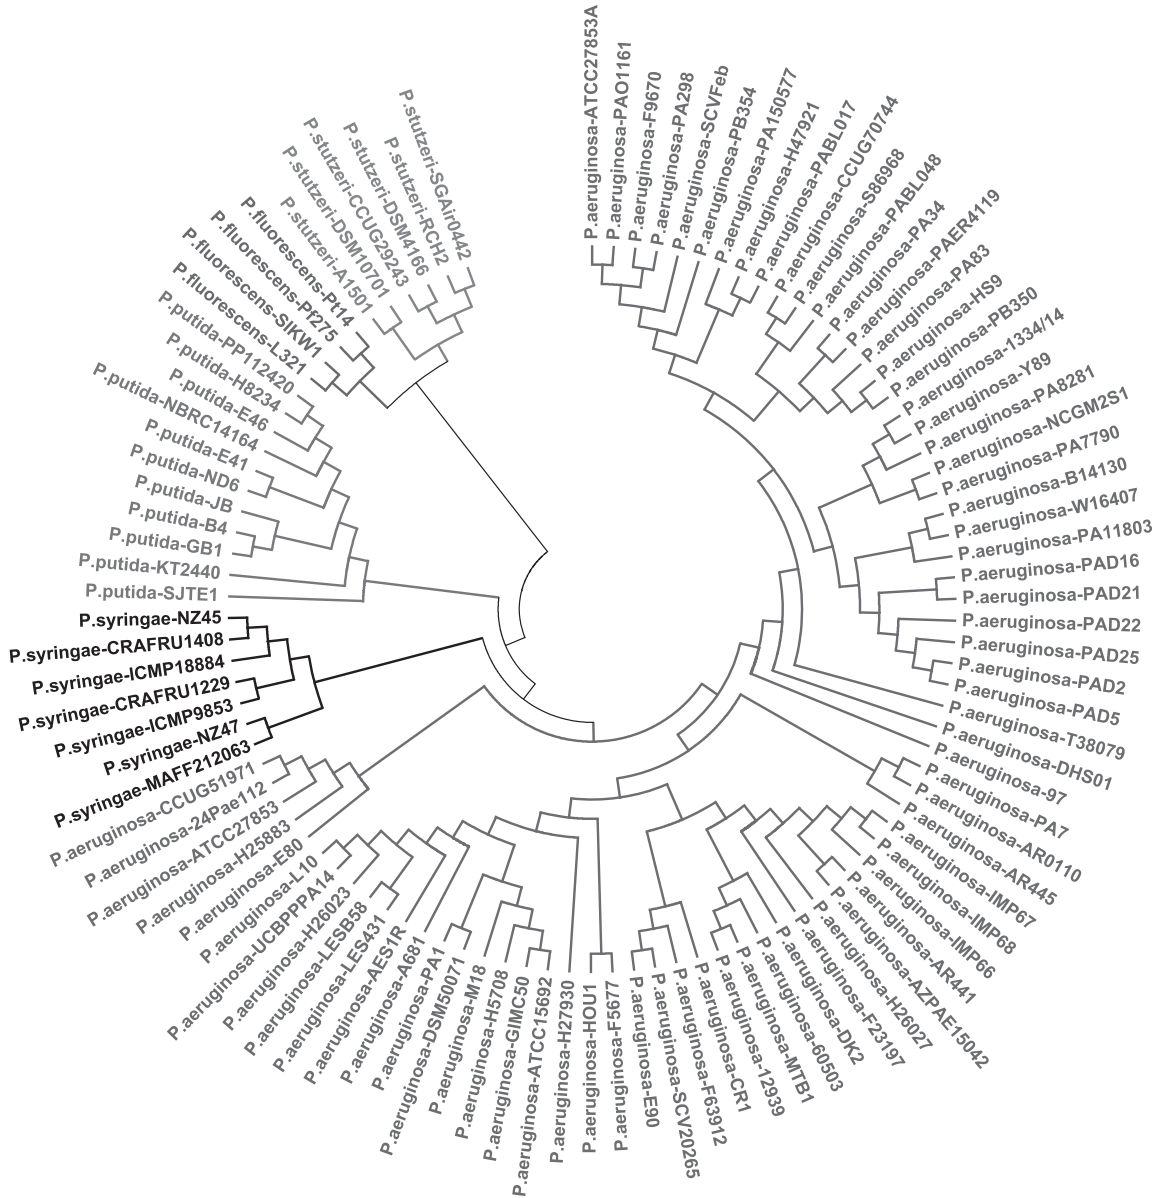 P.aeruginosa-ATCC27853A
P.aeruginosa-PAO1161
P.aeruginosa-F9670
P.aeruginosa-PA298
P.aeruginosa-SCVFeb
P.aeruginosa-PB354
P.aeruginosa-PA150577
P.aeruginosa-H47921
P.aeruginosa-PABL017
P.aeruginosa-CCUG70744
P.aeruginosa-S86968
P.aeruginosa-PABL048
P.aeruginosa-PA34
P.aeruginosa-PAER4119
P.aeruginosa-PA83
P.aeruginosa-HS9
P.aeruginosa-PB350
P.aeruginosa-1334/14
P.aeruginosa-Y89
P.aeruginosa-PA8281
P.aeruginosa-NCGM2S1
P.aeruginosa-PA7790
P.aeruginosa-B14130
P.aeruginosa-W16407
P.aeruginosa-PA11803
P.aeruginosa-PAD16
P.aeruginosa-PAD21
P.aeruginosa-PAD22
P.aeruginosa-PAD25
P.aeruginosa-PAD2
P.aeruginosa-PAD5
P.aeruginosa-T38079
P.aeruginosa-DHS01
P.aeruginosa-97
P.aeruginosa-PA7
P.aeruginosa-AR0110
P.aeruginosa-AR445
P.aeruginosa-IMP67
P.aeruginosa-IMP68
P.aeruginosa-IMP66
P.aeruginosa-AR441
P.aeruginosa-AZPAE15042
P.aeruginosa-H26027
P.aeruginosa-F23197
P.aeruginosa-DK2
P.aeruginosa-60503
P.aeruginosa-MTB1
P.aeruginosa-12939
P.aeruginosa-CR1
P.aeruginosa-F63912
P.aeruginosa-SCV20265
P.aeruginosa-E90
P.aeruginosa-F5677
P.aeruginosa-HOU1
P.aeruginosa-H27930
P.aeruginosa-ATCC15692
P.aeruginosa-GIMC50
P.aeruginosa-H5708
P.aeruginosa-M18
P.aeruginosa-DSM50071
P.aeruginosa-PA1
P.aeruginosa-A681
P.aeruginosa-AES1R
P.aeruginosa-LES431
P.aeruginosa-LESB58
P.aeruginosa-H26023
P.aeruginosa-UCBPPPA14
P.aeruginosa-L10
P.aeruginosa-E80
P.aeruginosa-H25883
P.aeruginosa-ATCC27853
P.aeruginosa-24Pae112
P.aeruginosa-CCUG51971
P.syringae-MAFF212063
P.syringae-NZ47
P.syringae-ICMP9853
P.syringae-CRAFRU1229
P.syringae-ICMP18884
P.syringae-CRAFRU1408
P.syringae-NZ45
P.putida-SJTE1
P.putida-KT2440
P.putida-GB1
P.putida-B4
P.putida-JB
P.putida-ND6
P.putida-E41
P.putida-NBRC14164
P.putida-E46
P.putida-H8234
P.putida-PP112420
P.fluorescens-L321
P.fluorescens-SIKW1
P.fluorescens-Pf275
P.fluorescens-Pt14
P.stutzeri-A1501
P.stutzeri-DSM10701
P.stutzeri-CCUG29243
P.stutzeri-DSM4166
P.stutzeri-RCH2
P.stutzeri-SGAir0442